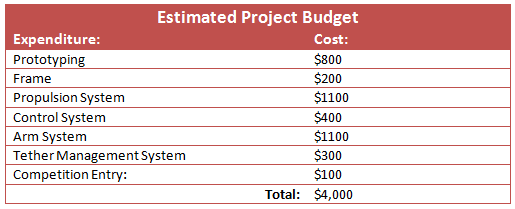 Estimated Project Budget
Expenditure: Cost:
Prototyping $800
Frame $200
Propulsion System $1100
Control System $400
Arm System $1100
Tether Management System $300
Competition Entry: $100
Total: $4,000